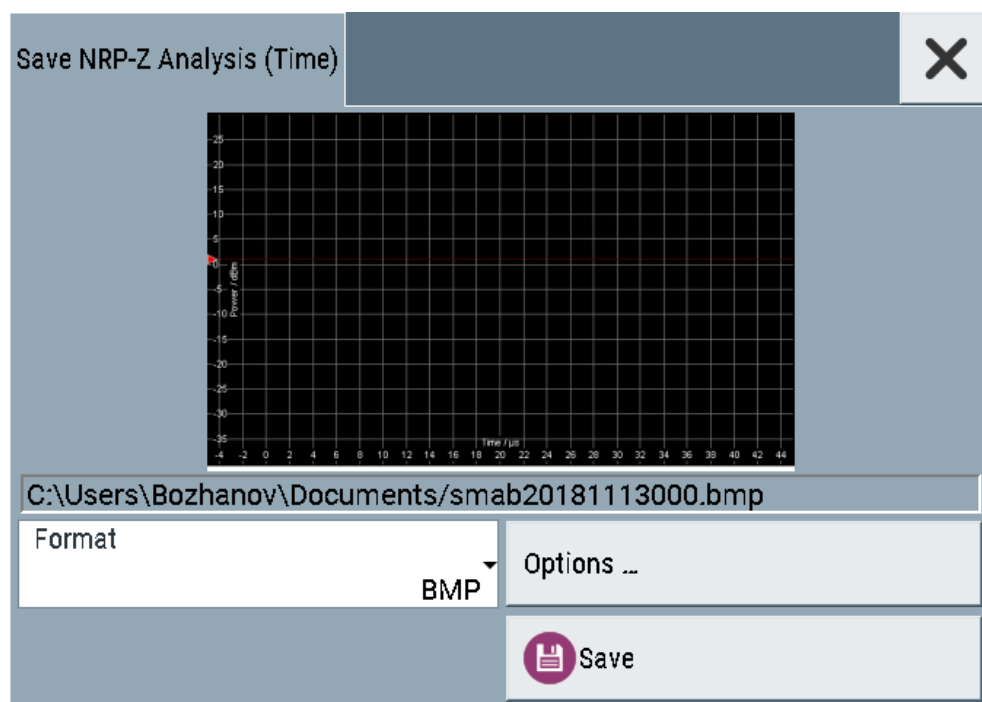 Save NRP-Z Analysis (Time)
25
20
15
10
5
0
-5
-10
-15
-20
-25
-30
-35
Power / dBm
Time / µs
-4 -2 0 2 4 6 8 10 12 14 16 18 20 22 24 26 28 30 32 34 36 38 40 42 44
C:\Users\Bozhanov\Documents/smab20181113000.bmp
Format
BMP
Options ...
Save